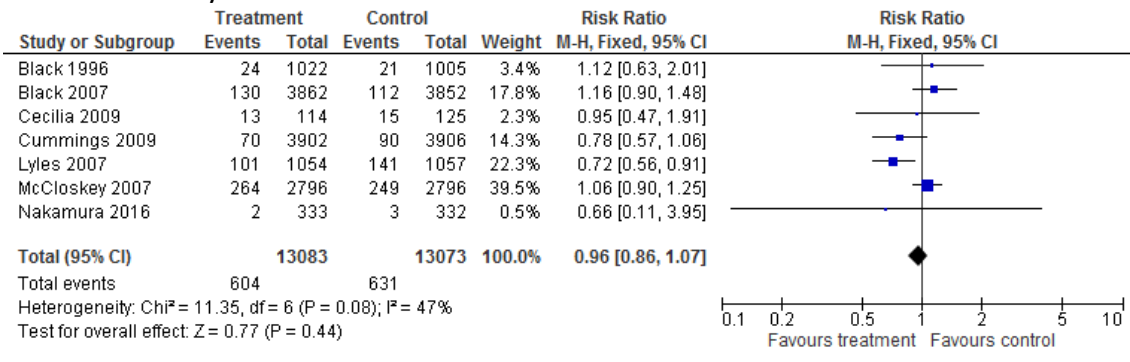 Treatment Control Risk Ratio Risk Ratio
Study or Subgroup Events Total Events Total Weight M-H, Fixed, 95% CI M-H, Fixed, 95% CI
Black 1996 24 1022 21 1005 3.4% 1.12 [0.63, 2.01]
Black 2007 130 3862 112 3852 17.8% 1.16 [0.90, 1.48]
Cecilia 2009 13 114 15 125 2.3% 0.95 [0.47, 1.91]
Cummings 2009 70 3902 90 3906 14.3% 0.78 [0.57, 1.06]
Lyles 2007 101 1054 141 1057 22.3% 0.72 [0.56, 0.91]
McCloskey 2007 264 2796 249 2796 39.5% 1.06 [0.90, 1.25]
Nakamura 2016 2 333 3 332 0.5% 0.66 [0.11, 3.95]
Total (95% CI) 13083 13073 100.0% 0.96 [0.86, 1.07]
Total events 604 631
Heterogeneity: Chi² = 11.35, df = 6 (P = 0.08); I² = 47%
Test for overall effect: Z = 0.77 (P = 0.44)
0.1 0.2 0.5 1 2 5 10
Favours treatment Favours control